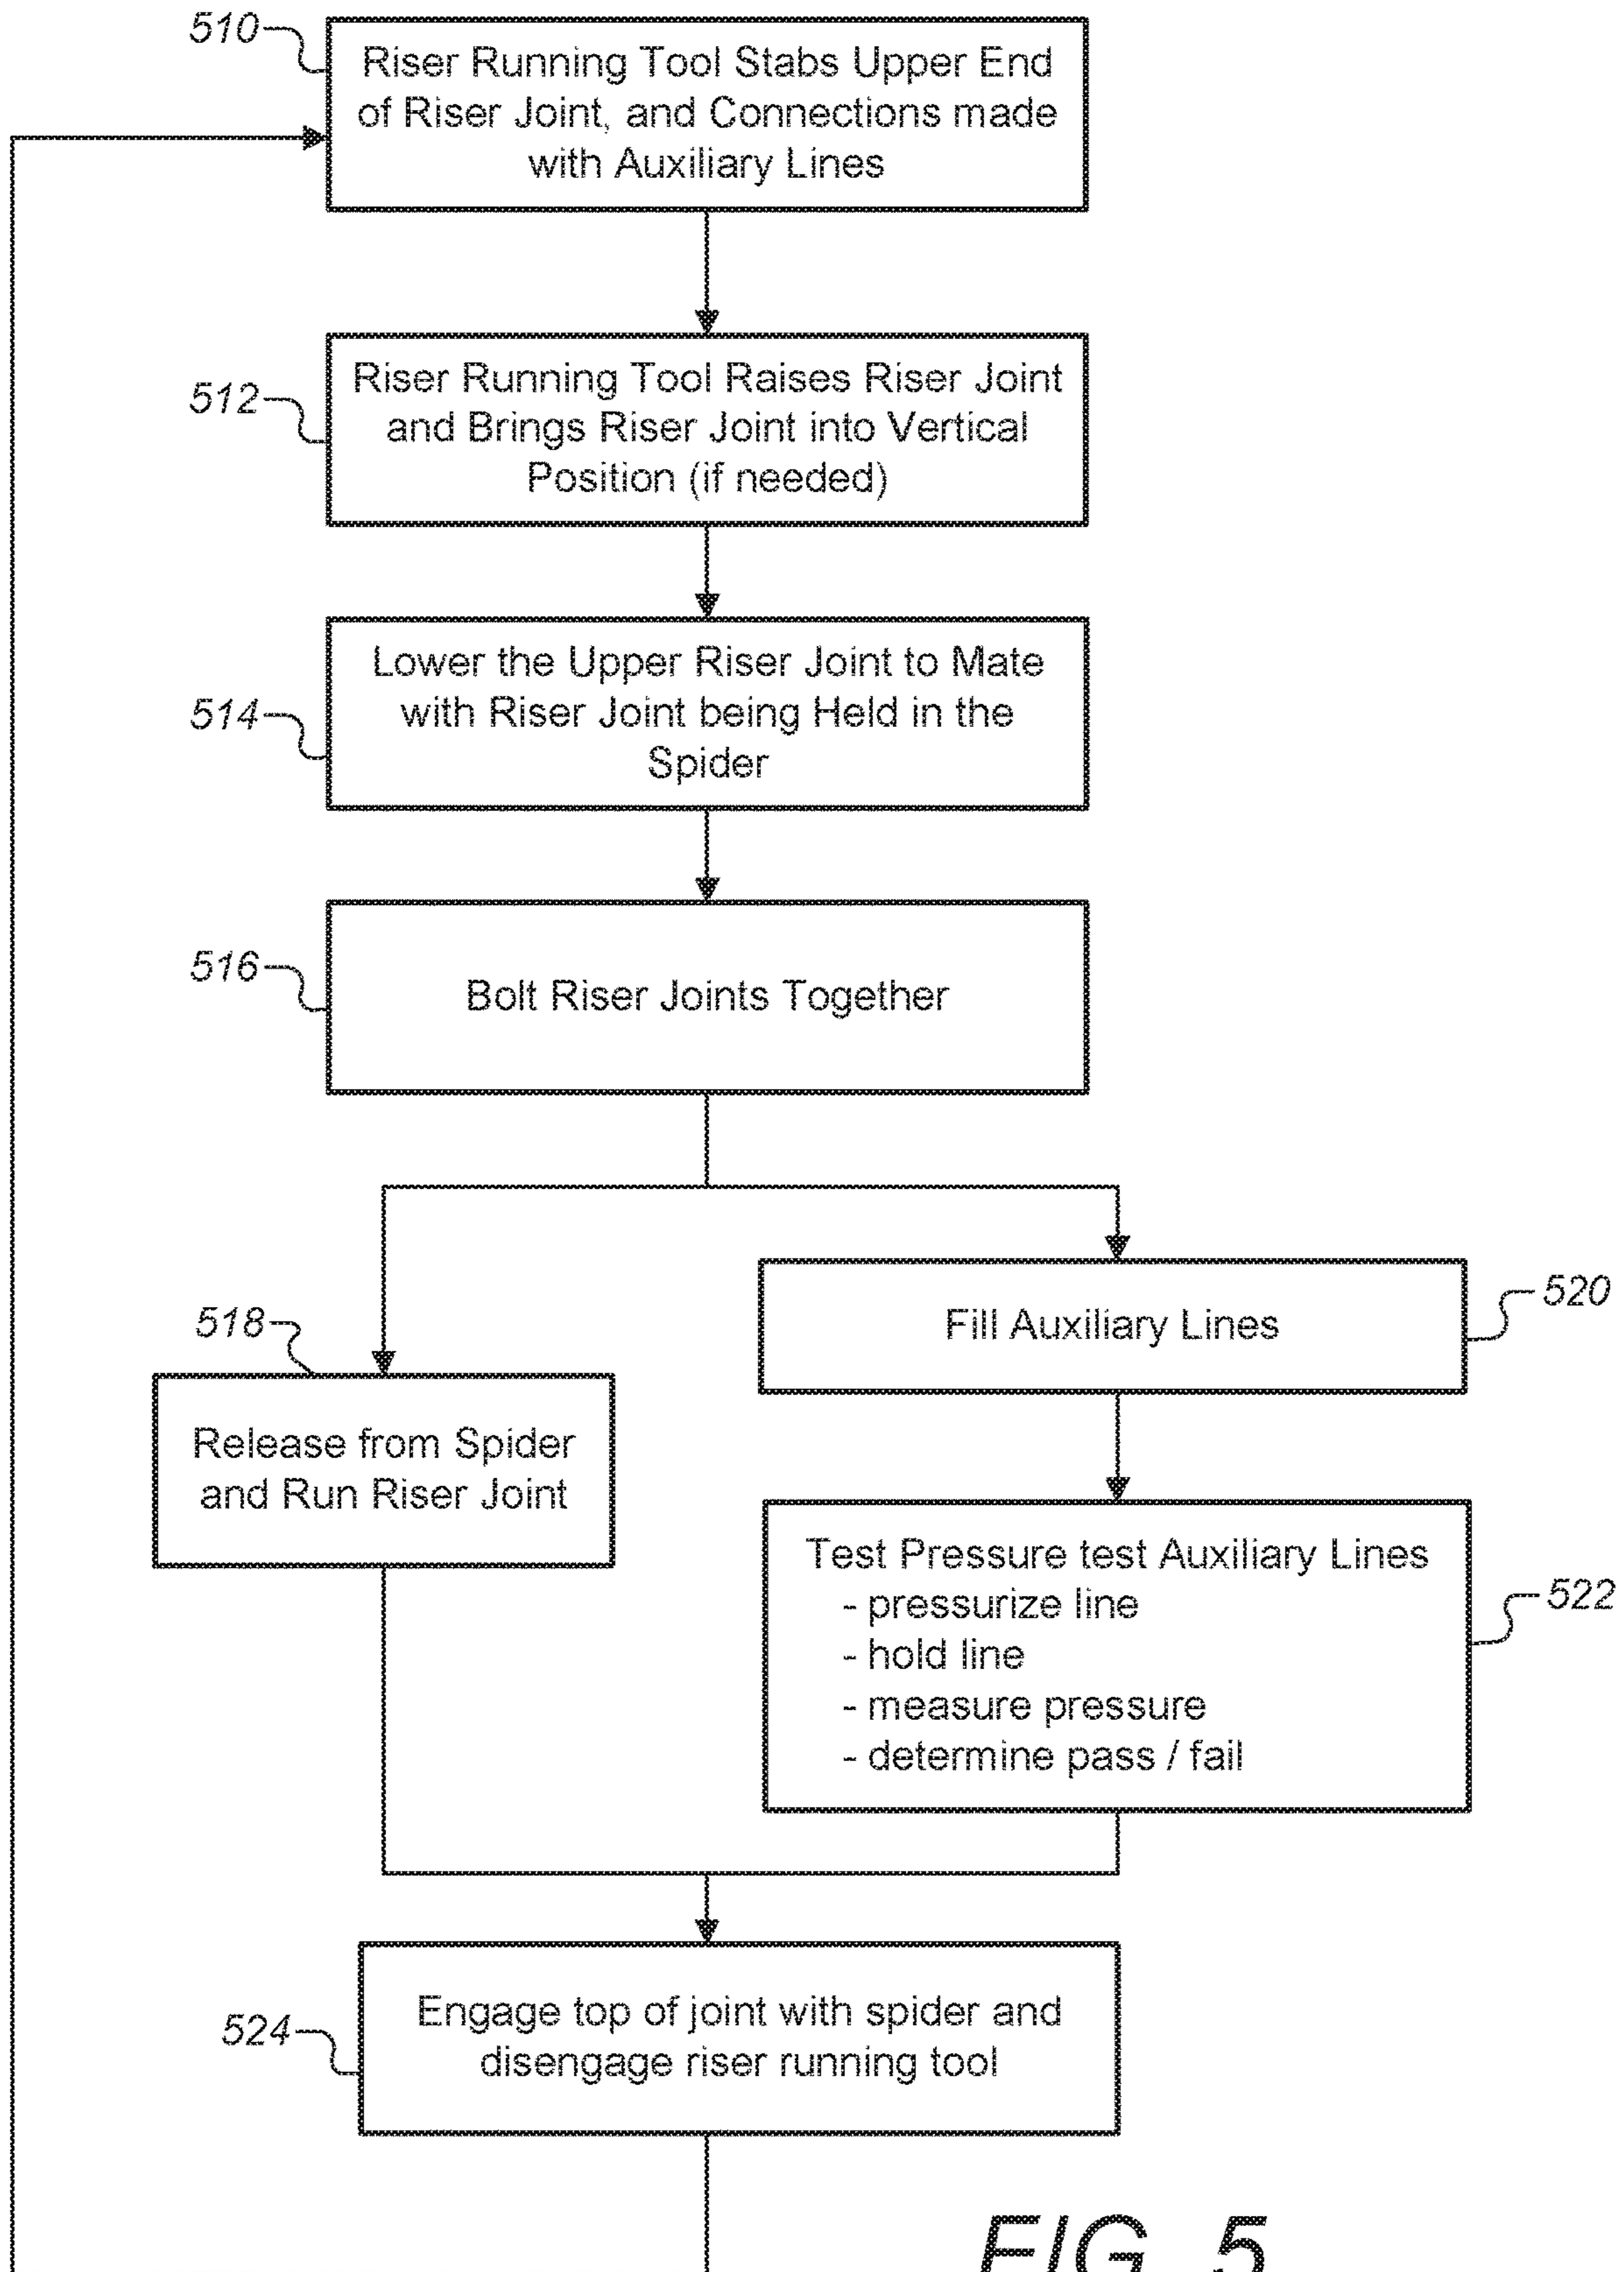 510
Riser Running Tool Stabs Upper End
of Riser Joint, and Connections made
with Auxiliary Lines
512
Riser Running Tool Raises Riser Joint
and Brings Riser Joint into Vertical
Position (if needed)
514
Lower the Upper Riser Joint to Mate
with Riser Joint being Held in the
Spider
516
Bolt Riser Joints Together
520
Fill Auxiliary Lines
518
Release from Spider
and Run Riser Joint
522
Test Pressure test Auxiliary Lines
- pressurize line
- hold line
- measure pressure
- determine pass / fail
524
Engage top of joint with spider and
disengage riser running tool
FIG. 5